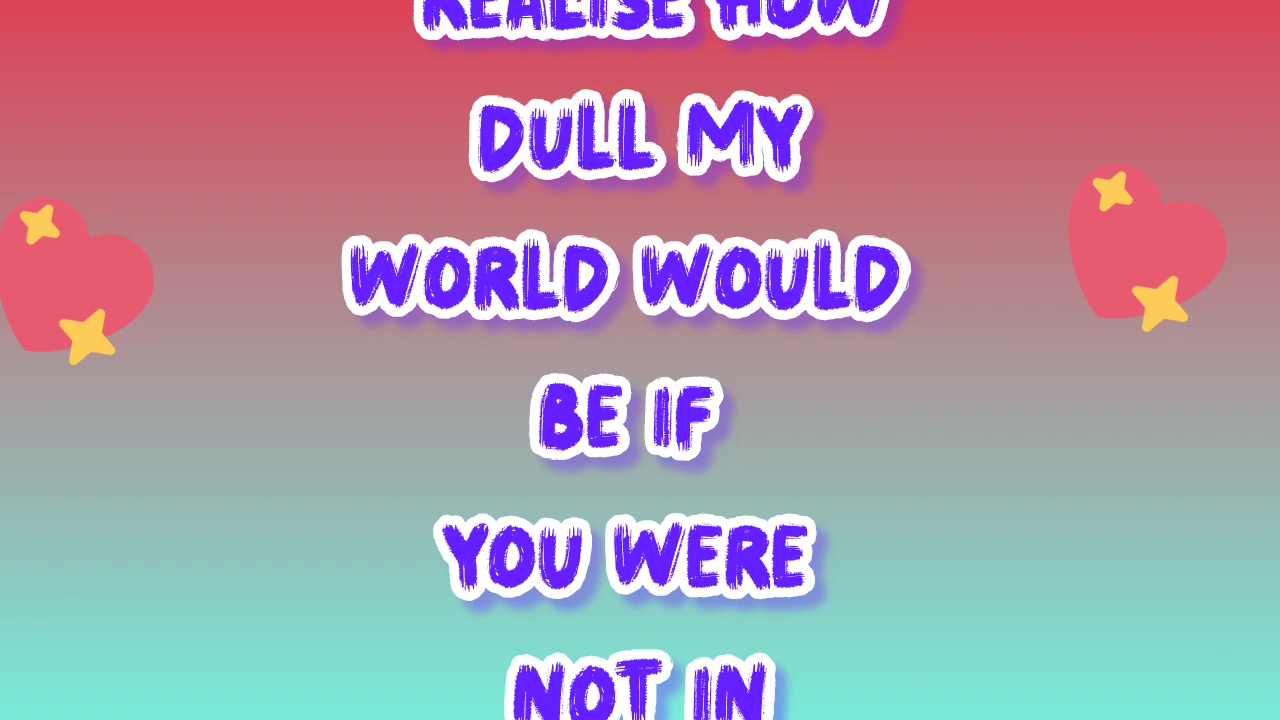 REALISE HOW
DULL MY
WORLD WOULD
BE IF
YOU WERE
NOT IN